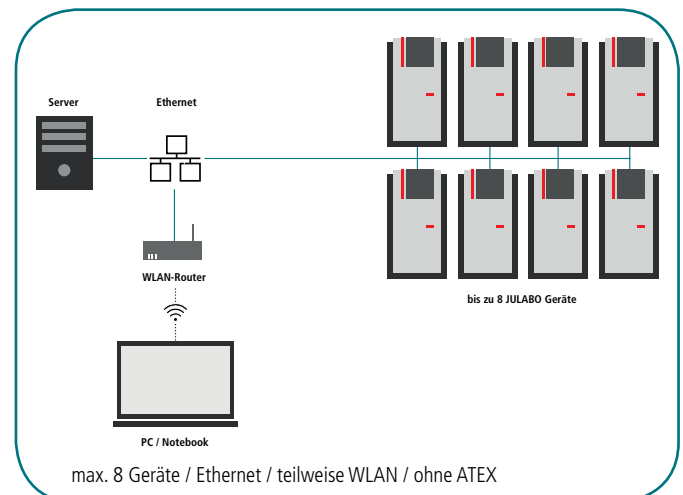 Server
Ethernet
WLAN-Router
bis zu 8 JULABO Geräte
PC / Notebook
max. 8 Geräte / Ethernet / teilweise WLAN / ohne ATEX